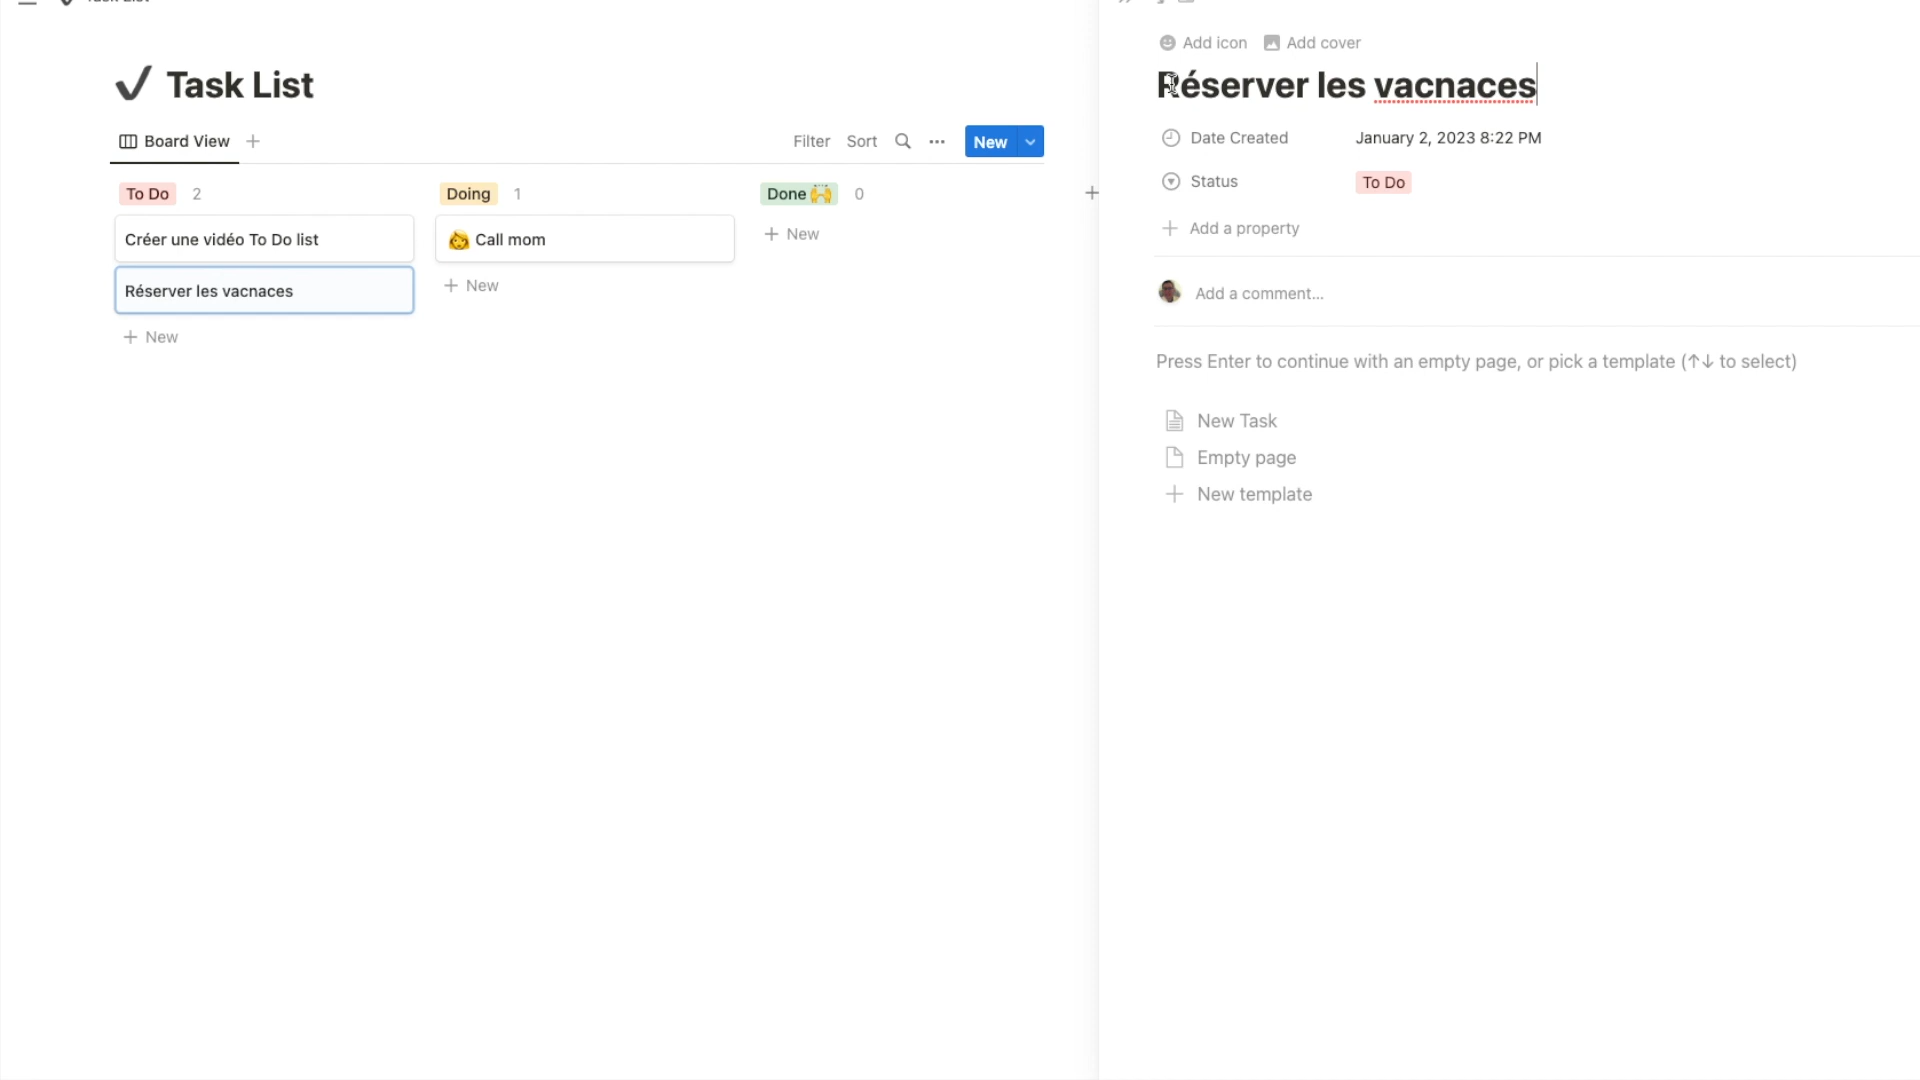 Task List
Task List
Board View
Filter Sort New
To Do 2
Créer une vidéo To Do list
Réserver les vacnaces
New
Doing 1
Call mom
New
Done 0
New
Add icon Add cover
Réserver les vacnaces
Date Created January 2, 2023 8:22 PM
Status To Do
Add a property
Add a comment...
Press Enter to continue with an empty page, or pick a template (↑↓ to select)
New Task
Empty page
New template